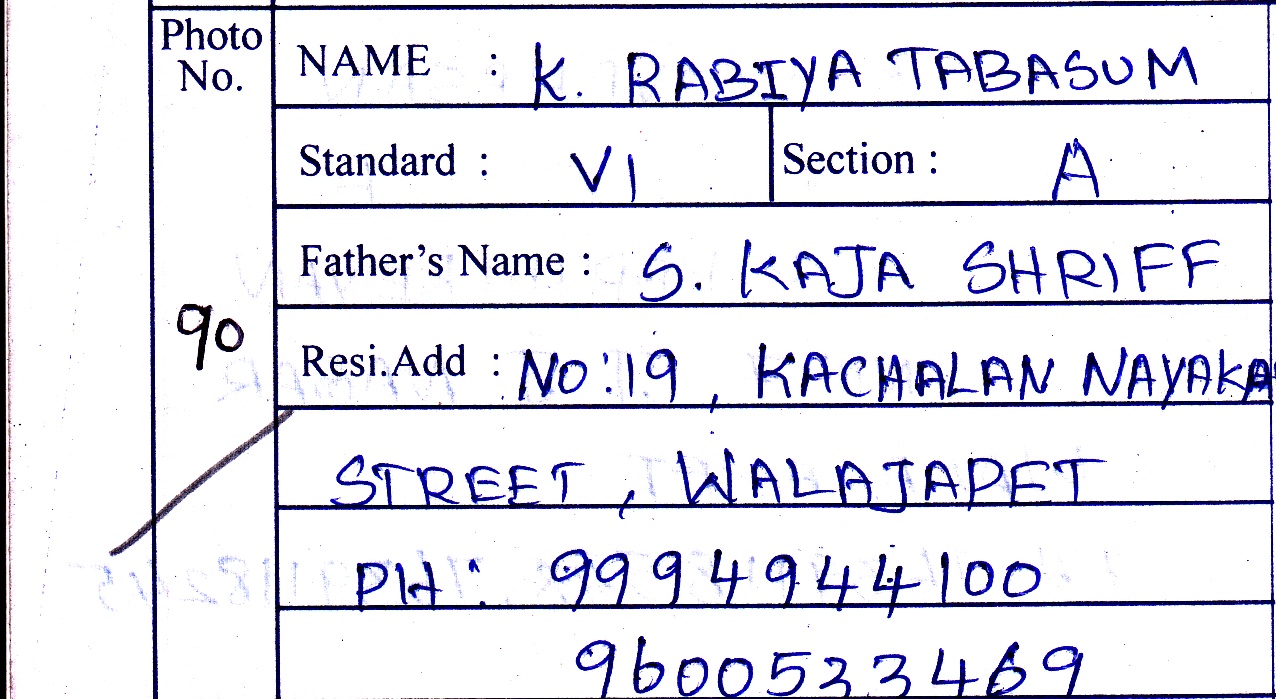 Photo No.
NAME : K. RABIYA TABASUM
Standard : VI Section : A
Father's Name : S. KAJA SHRIFF
90
Resi.Add : NO:19, KACHALAN NAYAKA
STREET, WALAJAPET
PH: 9994944100
9600533469